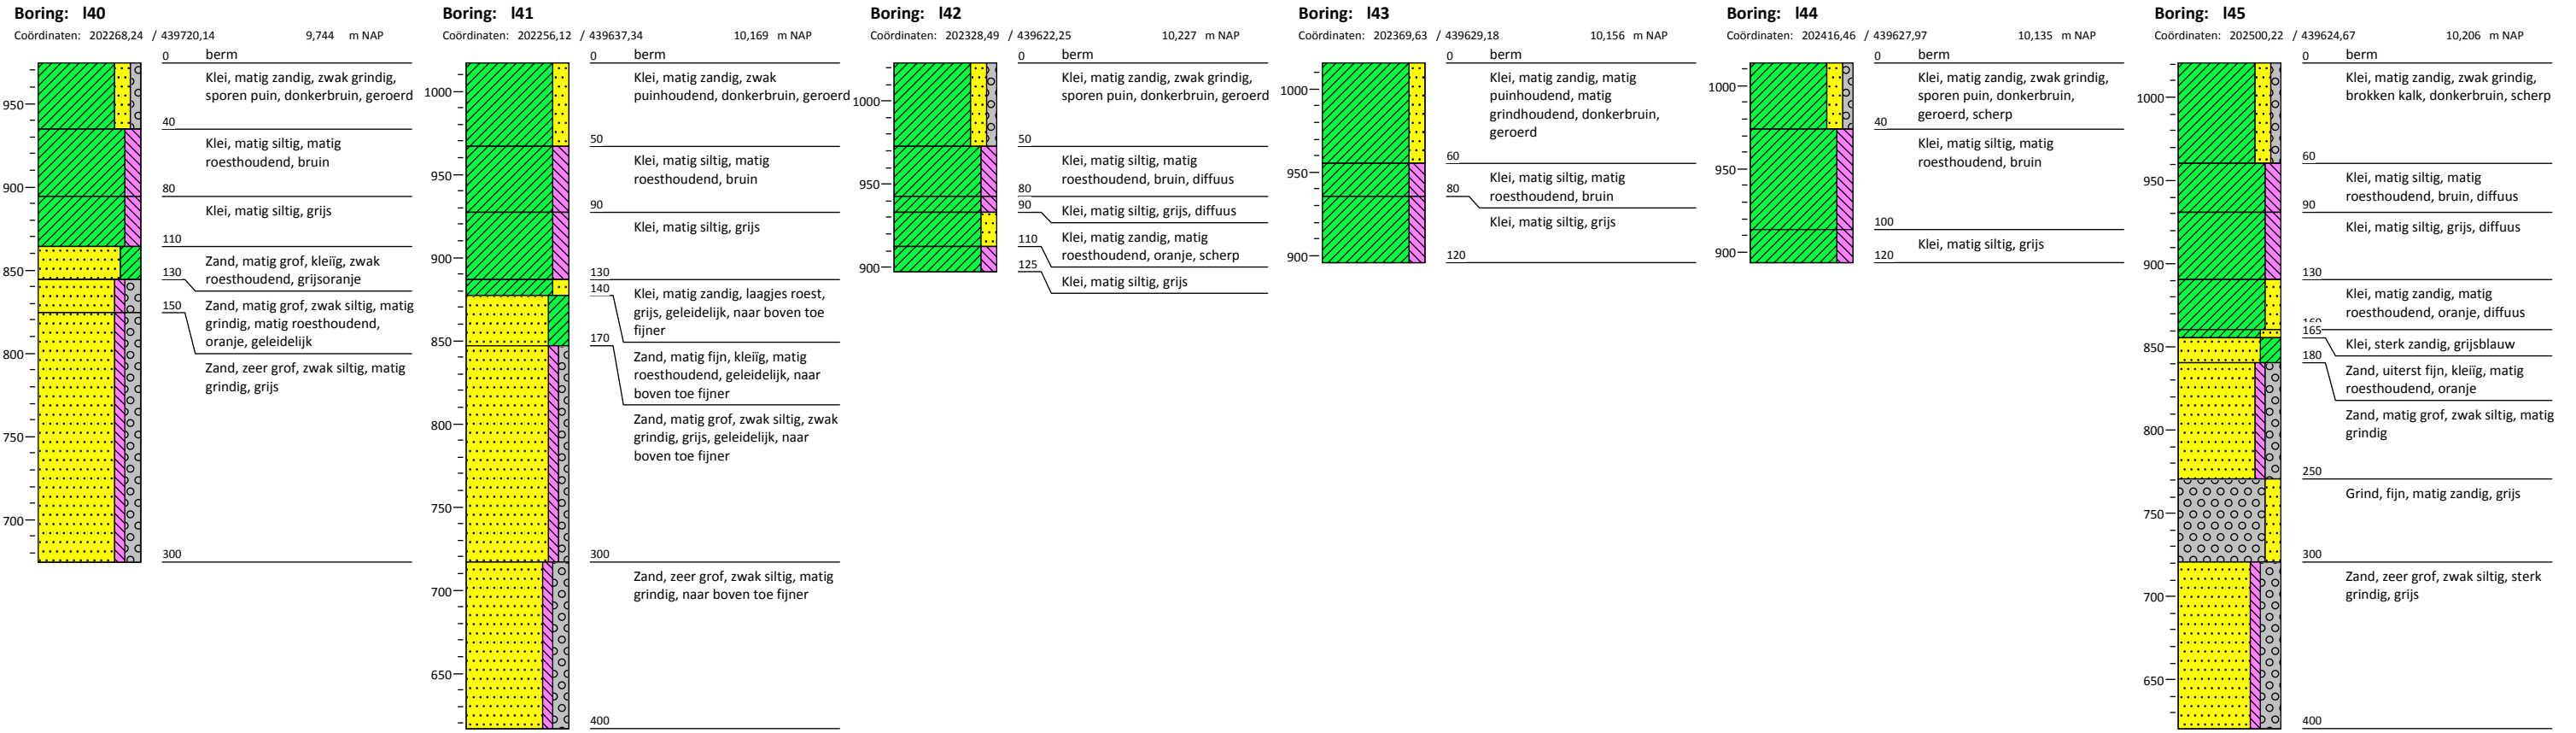 Boring: l40
Coördinaten: 202268,24 / 439720,14 9,744 m NAP
0 berm
Klei, matig zandig, zwak grindig,
sporen puin, donkerbruin, geroerd
40
Klei, matig siltig, matig
roesthoudend, bruin
80
Klei, matig siltig, grijs
110
Zand, matig grof, kleiïg, zwak
roesthoudend, grijsoranje
130
Zand, matig grof, zwak siltig, matig
grindig, matig roesthoudend,
oranje, geleidelijk
150
Zand, zeer grof, zwak siltig, matig
grindig, grijs
300
950
900
850
800
750
700
Boring: l41
Coördinaten: 202256,12 / 439637,34 10,169 m NAP
0 berm
Klei, matig zandig, zwak
puinhoudend, donkerbruin, geroerd
50
Klei, matig siltig, matig
roesthoudend, bruin
90
Klei, matig siltig, grijs
130
Klei, matig zandig, laagjes roest,
grijs, geleidelijk, naar boven toe
fijner
140
Zand, matig fijn, kleiïg, matig
roesthoudend, geleidelijk, naar
boven toe fijner
170
Zand, matig grof, zwak siltig, zwak
grindig, grijs, geleidelijk, naar
boven toe fijner
300
Zand, zeer grof, zwak siltig, matig
grindig, naar boven toe fijner
400
1000
950
900
850
800
750
700
650
Boring: l42
Coördinaten: 202328,49 / 439622,25 10,227 m NAP
0 berm
Klei, matig zandig, zwak grindig,
sporen puin, donkerbruin, geroerd
50
Klei, matig siltig, matig
roesthoudend, bruin, diffuus
80
Klei, matig siltig, grijs, diffuus
90
Klei, matig zandig, matig
roesthoudend, oranje, scherp
110
Klei, matig siltig, grijs
125
1000
950
900
Boring: l43
Coördinaten: 202369,63 / 439629,18 10,156 m NAP
0 berm
Klei, matig zandig, matig
puinhoudend, matig
grindhoudend, donkerbruin,
geroerd
60
Klei, matig siltig, matig
roesthoudend, bruin
80
Klei, matig siltig, grijs
120
1000
950
900
Boring: l44
Coördinaten: 202416,46 / 439627,97 10,135 m NAP
0 berm
Klei, matig zandig, zwak grindig,
sporen puin, donkerbruin,
geroerd, scherp
40
Klei, matig siltig, matig
roesthoudend, bruin
100
Klei, matig siltig, grijs
120
1000
950
900
Boring: l45
Coördinaten: 202500,22 / 439624,67 10,206 m NAP
0 berm
Klei, matig zandig, zwak grindig,
brokken kalk, donkerbruin, scherp
60
Klei, matig siltig, matig
roesthoudend, bruin, diffuus
90
Klei, matig siltig, grijs, diffuus
130
Klei, matig zandig, matig
roesthoudend, oranje, diffuus
160
Klei, sterk zandig, grijsblauw
165
Zand, uiterst fijn, kleiïg, matig
roesthoudend, oranje
180
Zand, matig grof, zwak siltig, matig
grindig
250
Grind, fijn, matig zandig, grijs
300
Zand, zeer grof, zwak siltig, sterk
grindig, grijs
400
1000
950
900
850
800
750
700
650